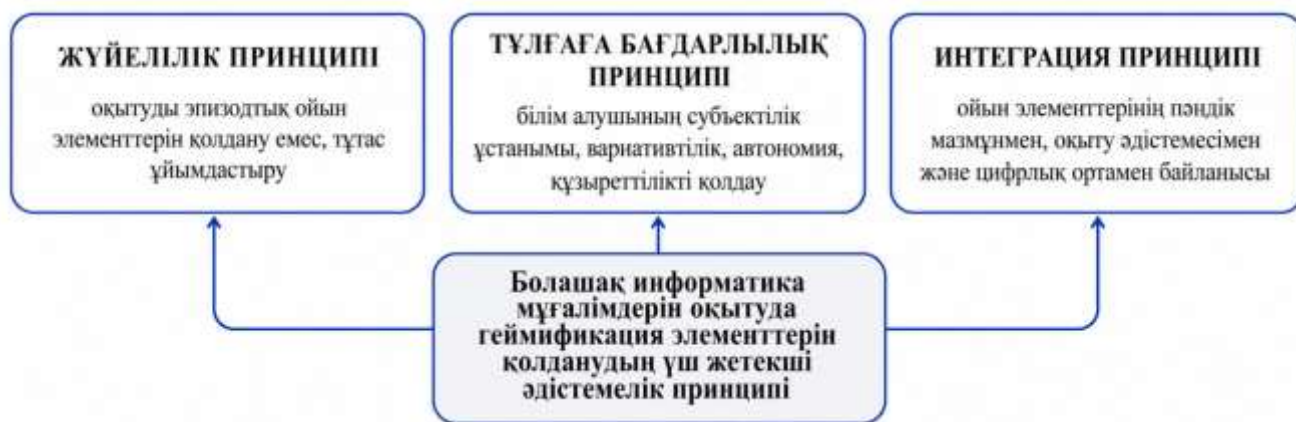 ЖҮЙЕЛІЛІК ПРИНЦИПІ
оқытуды эпизодтық ойын
элементтерін қолдану емес, тұтас
ұйымдастыру
ТҰЛҒАҒА БАҒДАРЛЫЛЫҚ
ПРИНЦИПІ
білім алушының субъектілік
ұстанымы, вариативтілік, автономия,
құзыреттілікті қолдау
ИНТЕГРАЦИЯ ПРИНЦИПІ
ойын элементтерінің пәндік
мазмұнмен, оқыту әдістемесімен
және цифрлық ортамен байланысы
Болашақ информатика
мұғалімдерін оқытуда
геймификация элементтерін
қолданудың үш жетекші
әдістемелік принципі